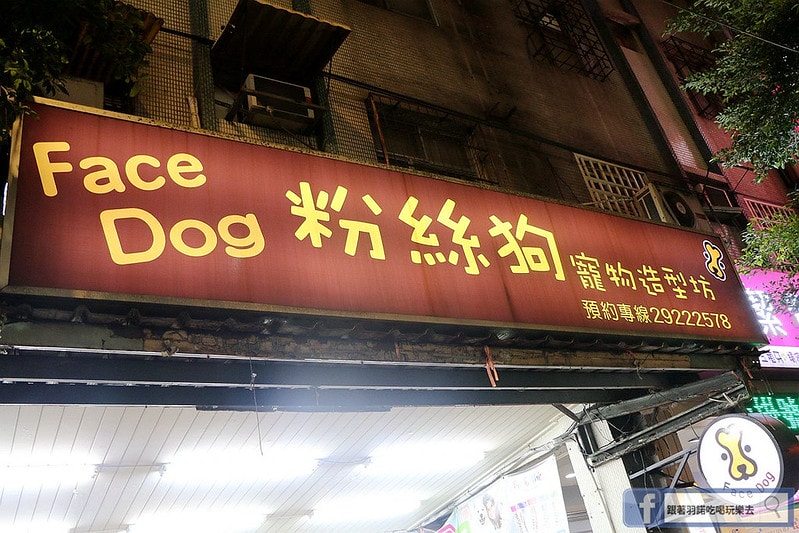 Face
Dog
粉絲狗
寵物造型坊
預約專線29222578
Face Dog
跟著羽諾吃喝玩樂去